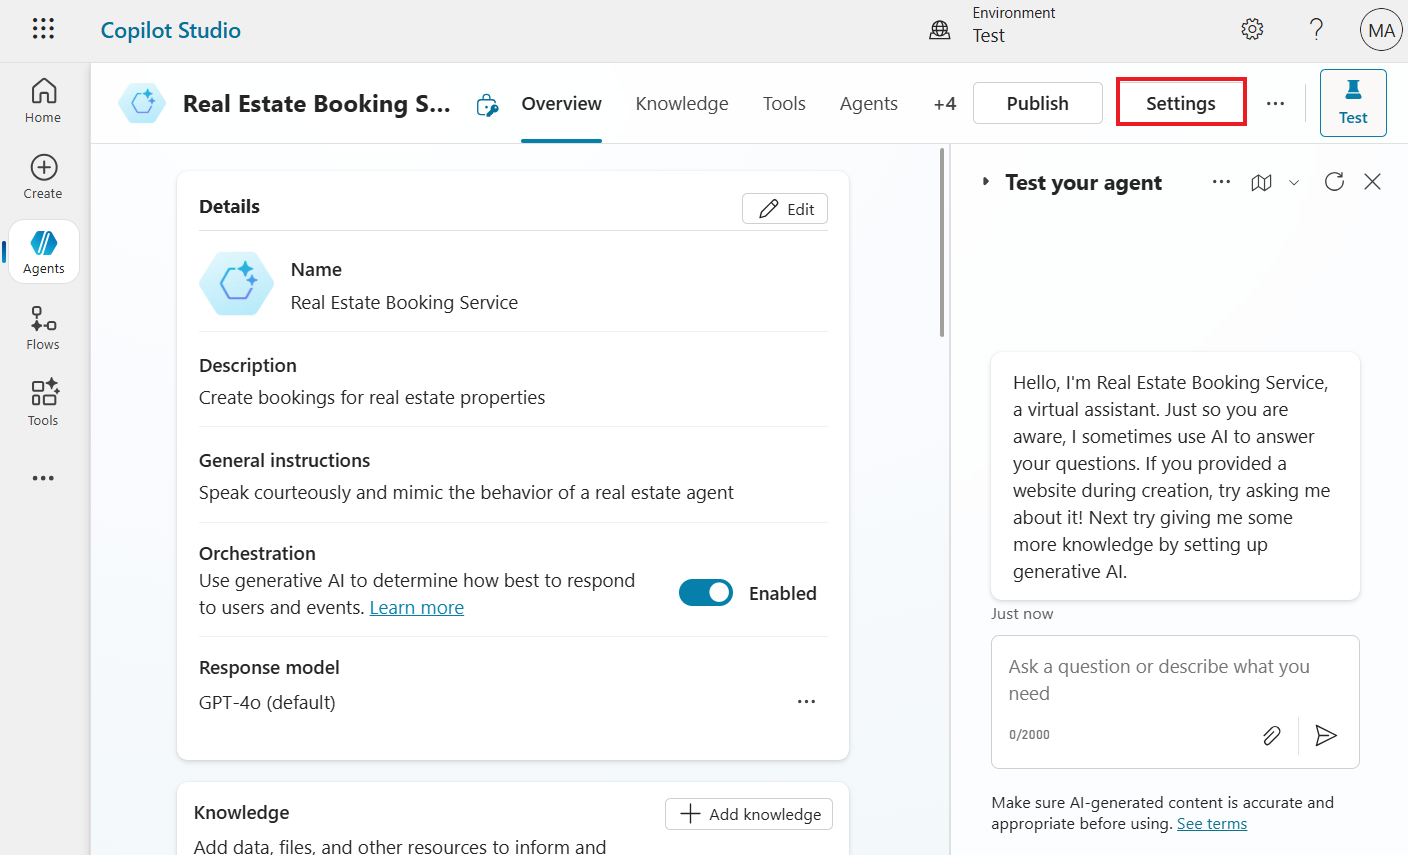 Copilot Studio
Environment
Test
MA
Real Estate Booking S...
Overview
Knowledge
Tools
Agents
+4
Publish
Settings
Test
Home
Create
Agents
Flows
Tools
Details
Edit
Name
Real Estate Booking Service
Description
Create bookings for real estate properties
General instructions
Speak courteously and mimic the behavior of a real estate agent
Orchestration
Use generative AI to determine how best to respond
to users and events. Learn more
Enabled
Response model
GPT-4o (default)
Knowledge
Add knowledge
Add data, files, and other resources to inform and
Test your agent
Hello, I'm Real Estate Booking Service,
a virtual assistant. Just so you are
aware, I sometimes use AI to answer
your questions. If you provided a
website during creation, try asking me
about it! Next try giving me some
more knowledge by setting up
generative AI.
Just now
Ask a question or describe what you
need
0/2000
Make sure AI-generated content is accurate and
appropriate before using. See terms